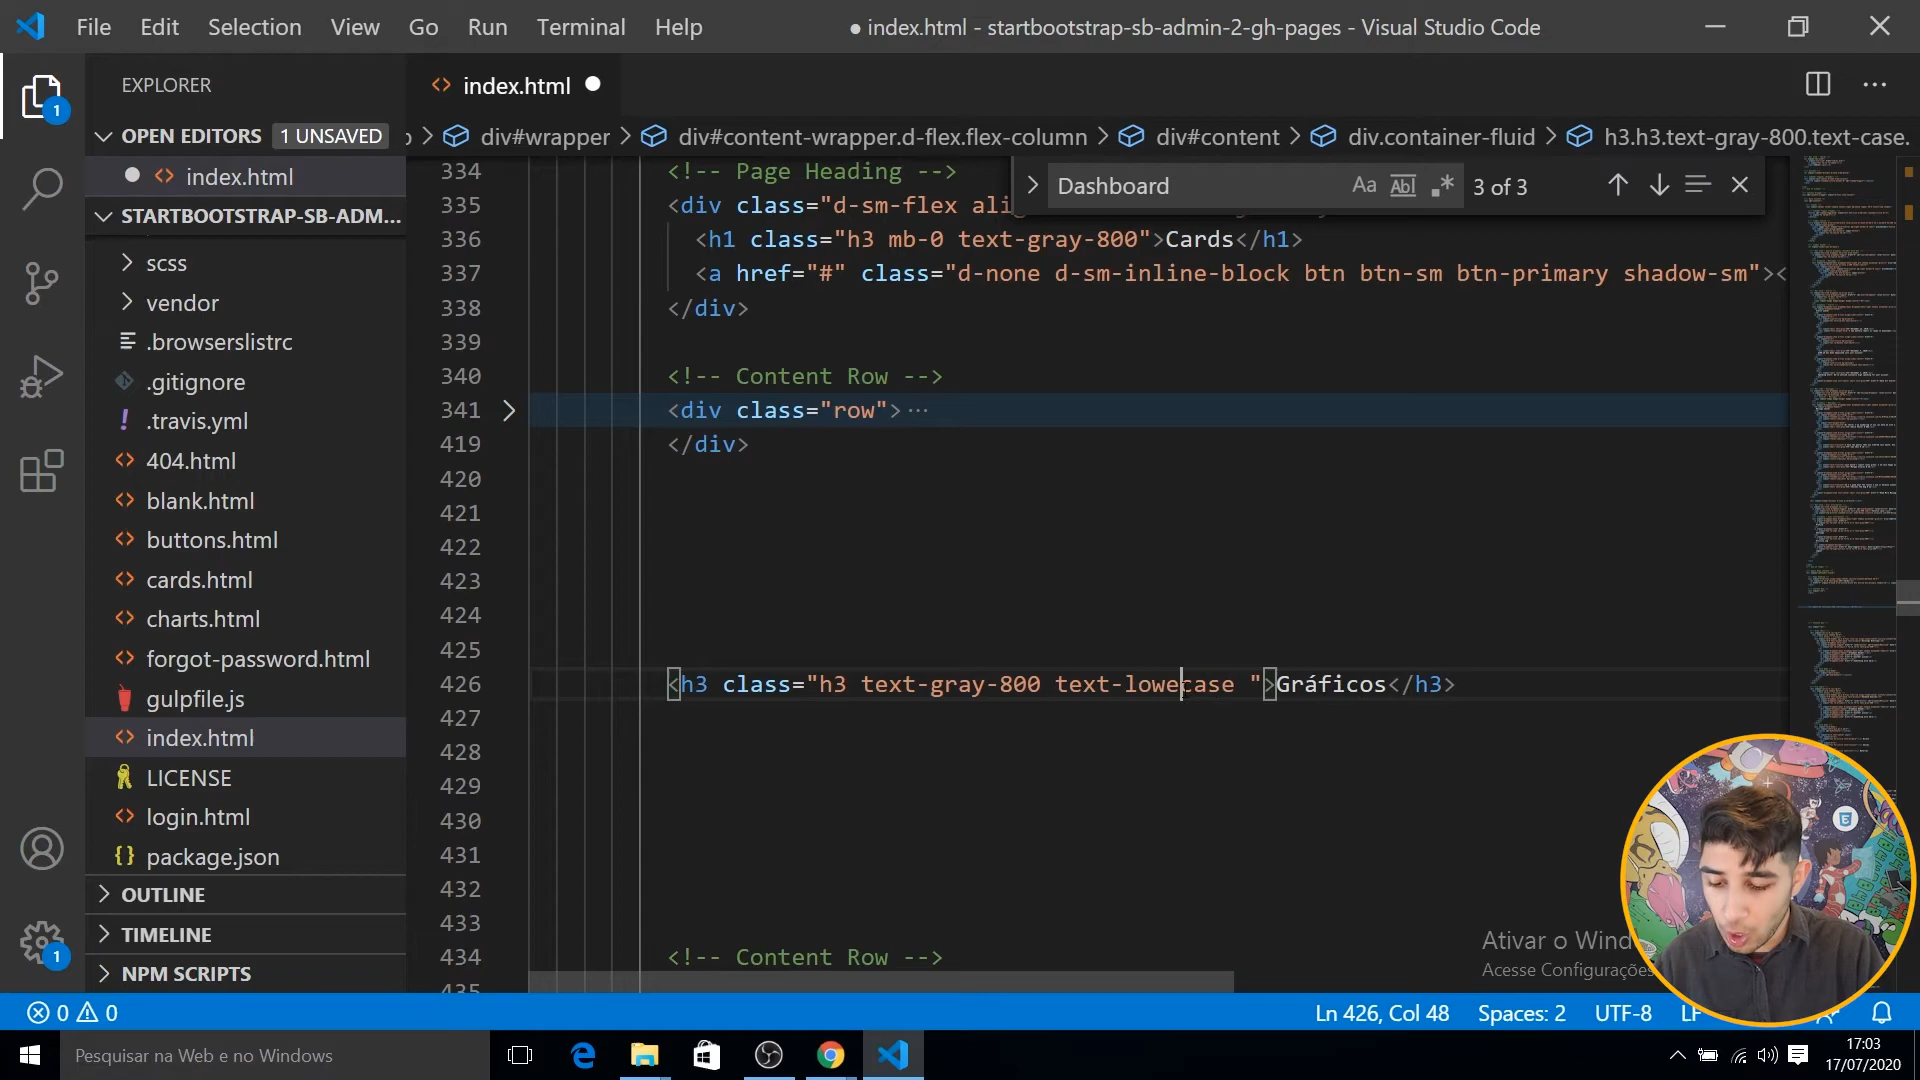 File Edit Selection View Go Run Terminal Help
● index.html - startbootstrap-sb-admin-2-gh-pages - Visual Studio Code
EXPLORER
index.html
OPEN EDITORS 1 UNSAVED
div#wrapper > div#content-wrapper.d-flex.flex-column > div#content > div.container-fluid > h3.h3.text-gray-800.text-case.
index.html
STARTBOOTSTRAP-SB-ADM...
scss
vendor
.browserslistrc
.gitignore
.travis.yml
404.html
blank.html
buttons.html
cards.html
charts.html
forgot-password.html
gulpfile.js
index.html
LICENSE
login.html
package.json
OUTLINE
TIMELINE
NPM SCRIPTS
Dashboard Aa Abl .* 3 of 3
334 <!-- Page Heading -->
335 <div class="d-sm-flex ali
336 <h1 class="h3 mb-0 text-gray-800">Cards</h1>
337 <a href="#" class="d-none d-sm-inline-block btn btn-sm btn-primary shadow-sm"><
338 </div>
339
340 <!-- Content Row -->
341 <div class="row">···
419 </div>
420
421
422
423
424
425
426 <h3 class="h3 text-gray-800 text-lowecase ">Gráficos</h3>
427
428
429
430
431
432
433
434 <!-- Content Row -->
435
Ativar o Wind
Acesse Configurações
0 0
Ln 426, Col 48 Spaces: 2 UTF-8 LF
Pesquisar na Web e no Windows
17:03
17/07/2020